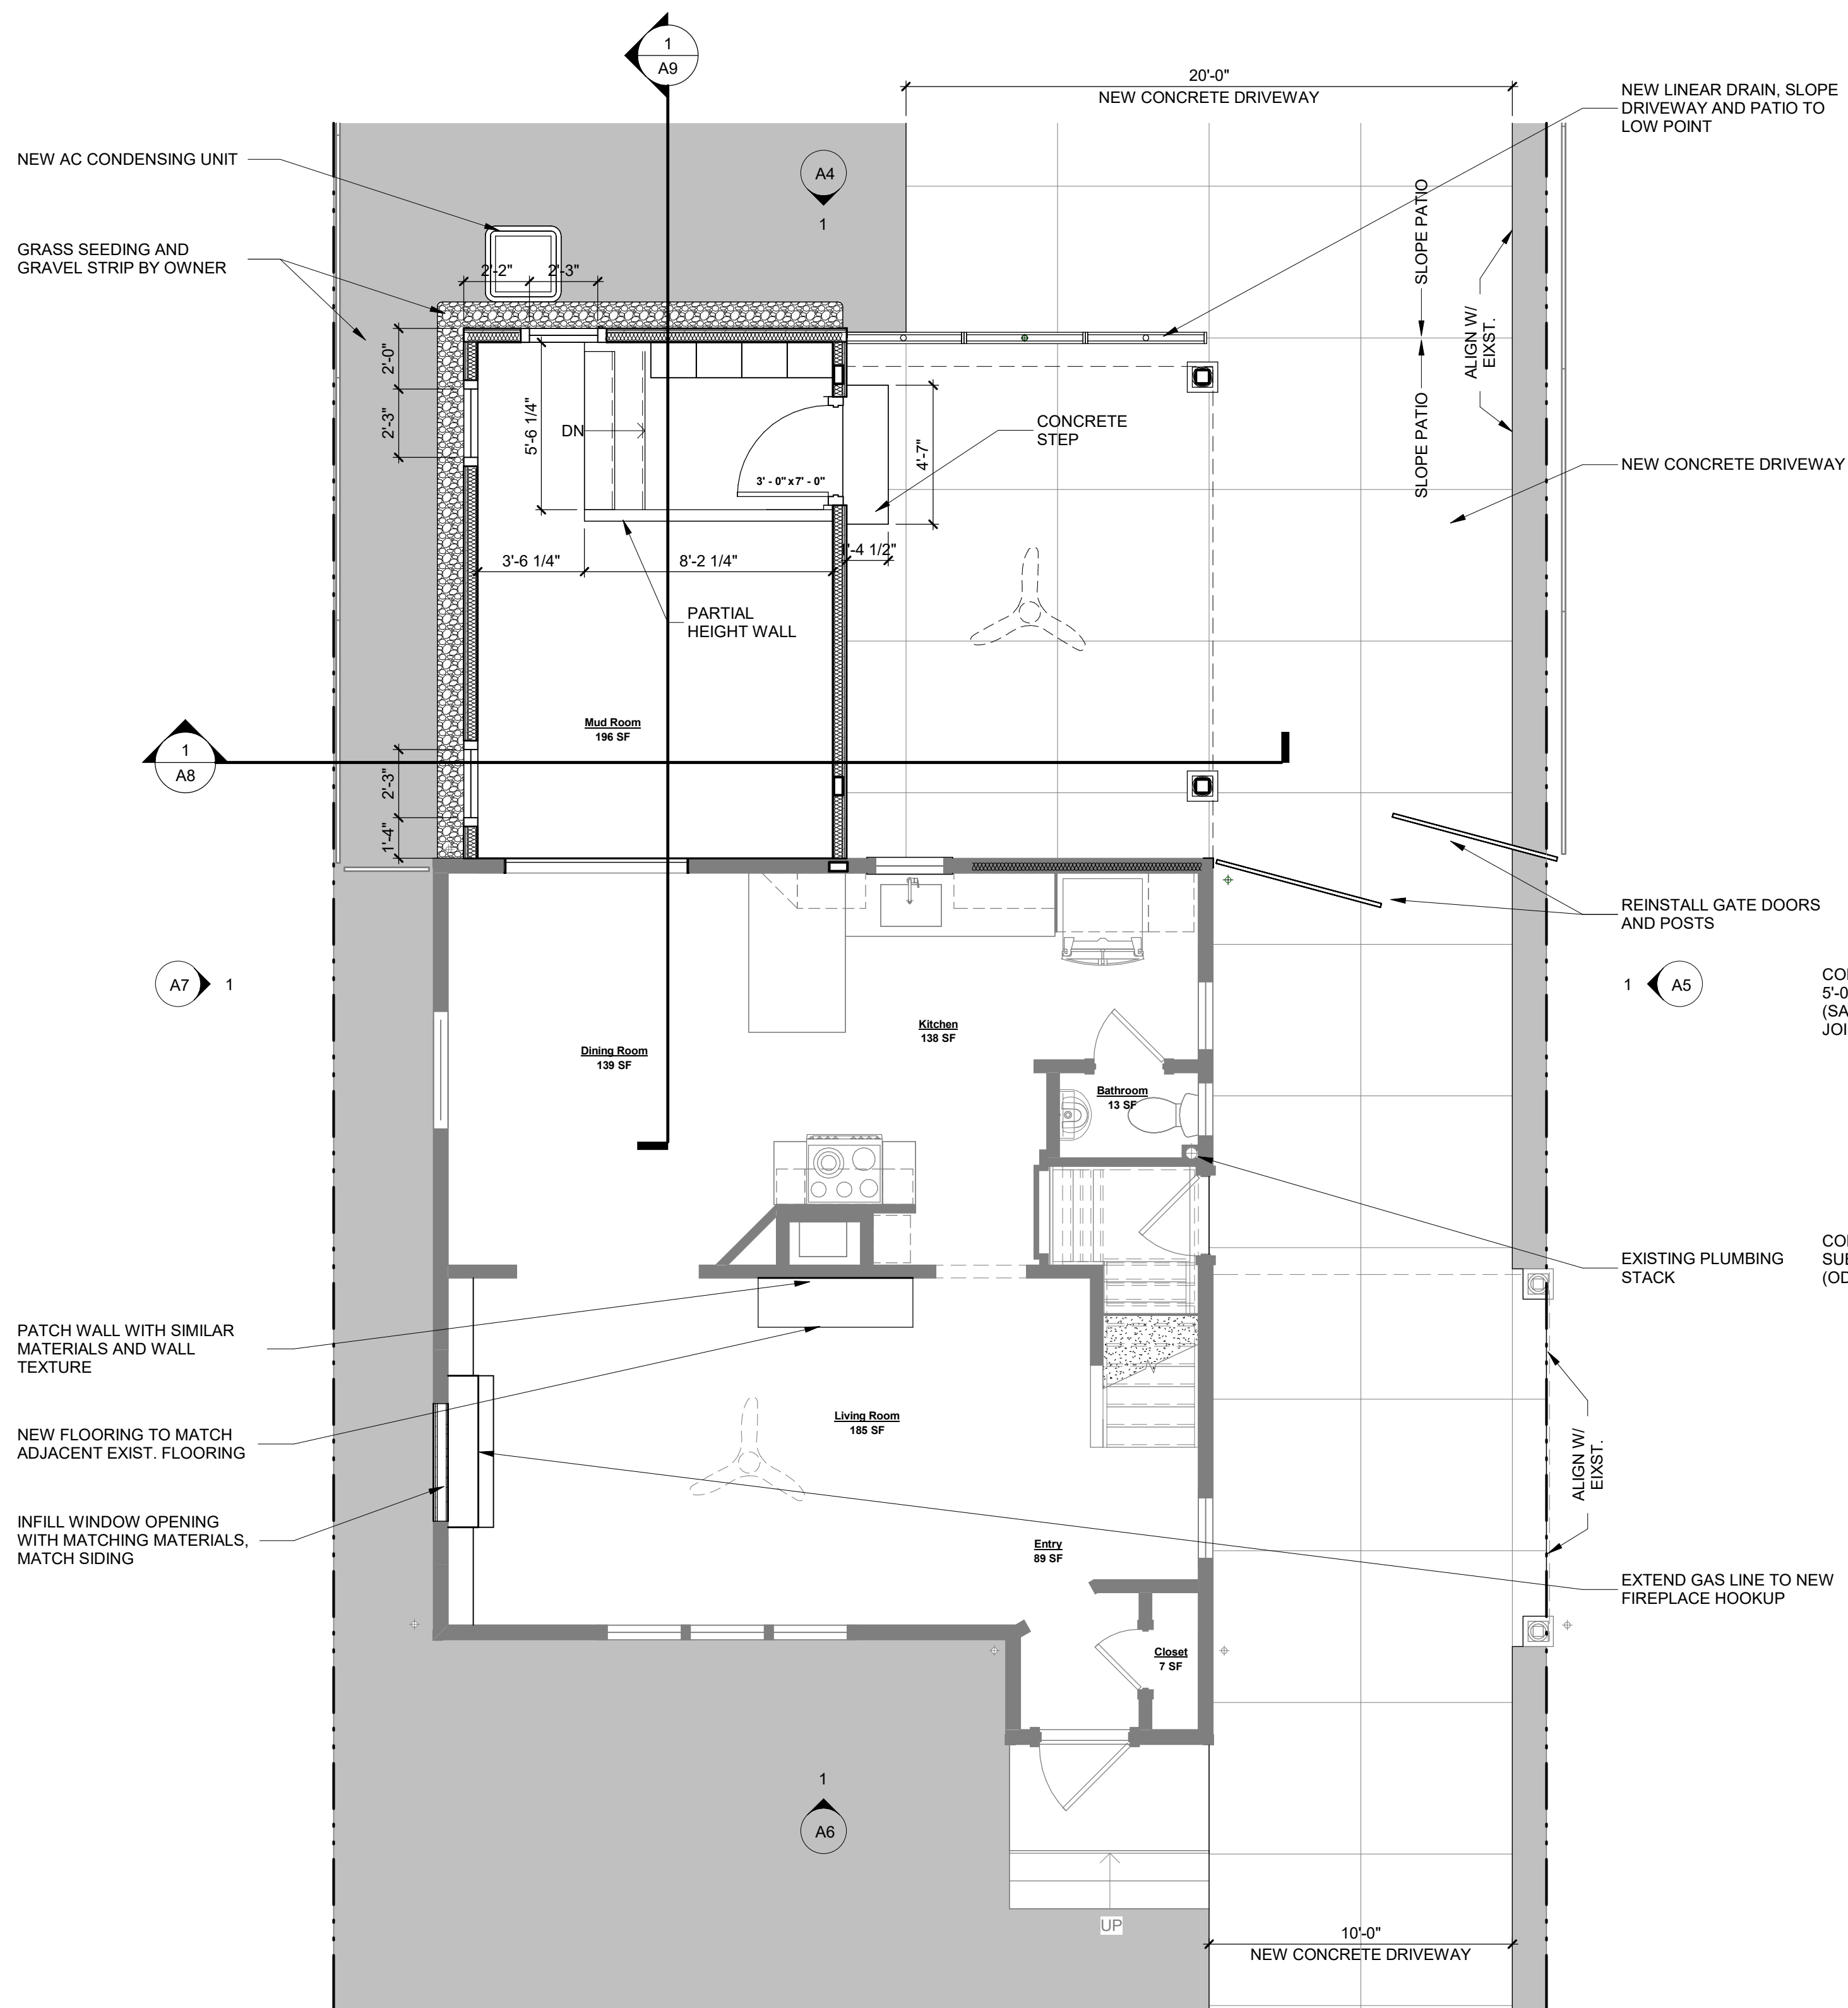 1
A9
20'-0"
NEW CONCRETE DRIVEWAY
NEW LINEAR DRAIN, SLOPE
DRIVEWAY AND PATIO TO
LOW POINT
NEW AC CONDENSING UNIT
A4
1
SLOPE PATIO
ALIGN W/
EIXST.
GRASS SEEDING AND
GRAVEL STRIP BY OWNER
2'-2"
2'-3"
2'-0"
2'-3"
5'-6 1/4"
DN
3' - 0" x 7' - 0"
4'-7"
CONCRETE
STEP
SLOPE PATIO
NEW CONCRETE DRIVEWAY
3'-6 1/4"
8'-2 1/4"
1'-4 1/2"
PARTIAL
HEIGHT WALL
Mud Room
196 SF
1
A8
2'-3"
1'-4"
REINSTALL GATE DOORS
AND POSTS
A7
1
1
A5
5'-0
Kitchen
138 SF
Dining Room
139 SF
Bathroom
13 SF
EXISTING PLUMBING
STACK
PATCH WALL WITH SIMILAR
MATERIALS AND WALL
TEXTURE
NEW FLOORING TO MATCH
ADJACENT EXIST. FLOORING
Living Room
185 SF
ALIGN W/
EIXST.
INFILL WINDOW OPENING
WITH MATCHING MATERIALS,
MATCH SIDING
Entry
89 SF
EXTEND GAS LINE TO NEW
FIREPLACE HOOKUP
Closet
7 SF
1
A6
UP
10'-0"
NEW CONCRETE DRIVEWAY